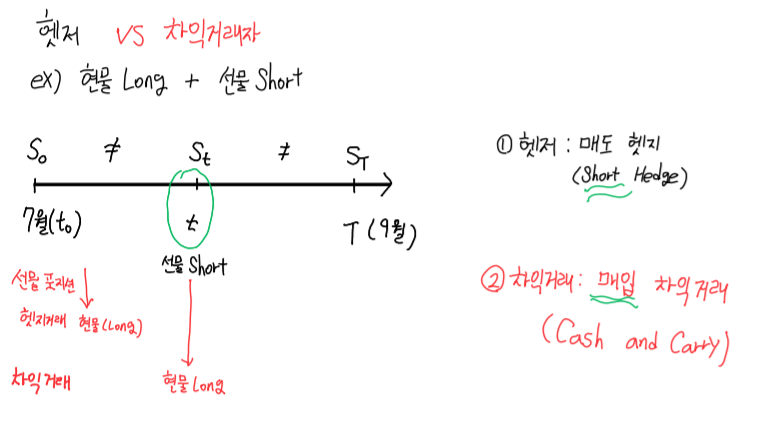 헷저 VS 차익거래자
ex) 현물 Long + 선물 Short
S₀ ≠ Sₜ ≠ S_T
7월(t₀) t T (9월)
선물 Short
선물 포지션
헷지거래 현물(Long)
차익거래 현물 Long
① 헷저 : 매도 헷지
(Short Hedge)
② 차익거래 : 매입 차익거래
(Cash and Carry)